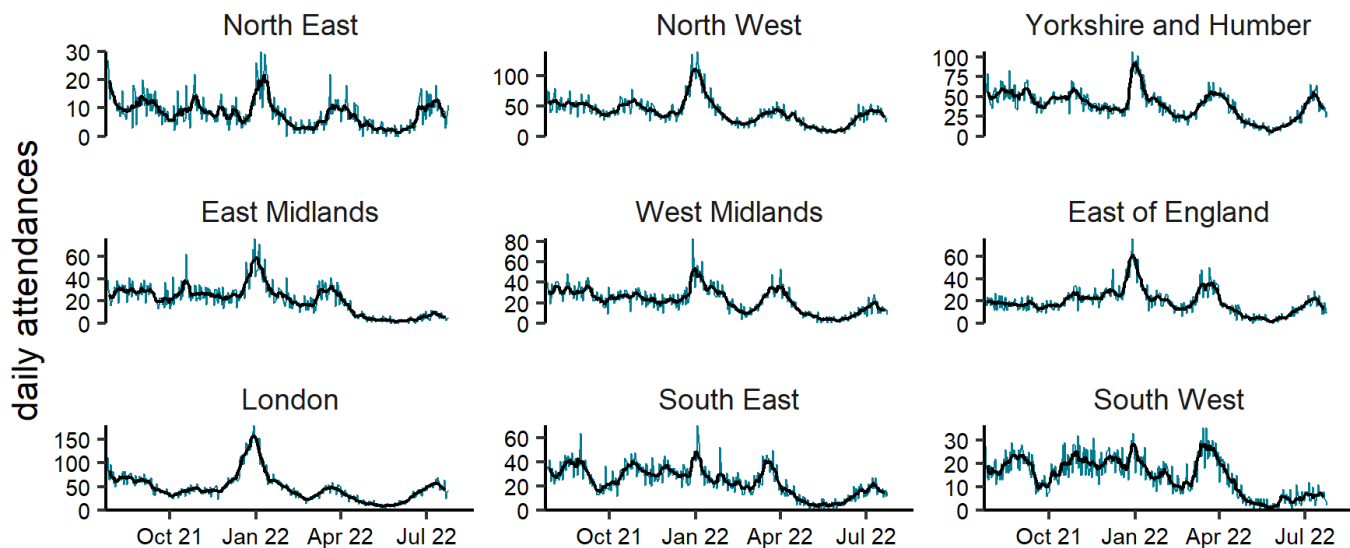 North East
North West
Yorkshire and Humber
30
20
10
0
100
50
0
100
75
50
25
0
daily attendances
East Midlands
West Midlands
East of England
60
40
20
0
80
60
40
20
0
60
40
20
0
London
South East
South West
150
100
50
0
60
40
20
0
30
20
10
0
Oct 21 Jan 22 Apr 22 Jul 22
Oct 21 Jan 22 Apr 22 Jul 22
Oct 21 Jan 22 Apr 22 Jul 22